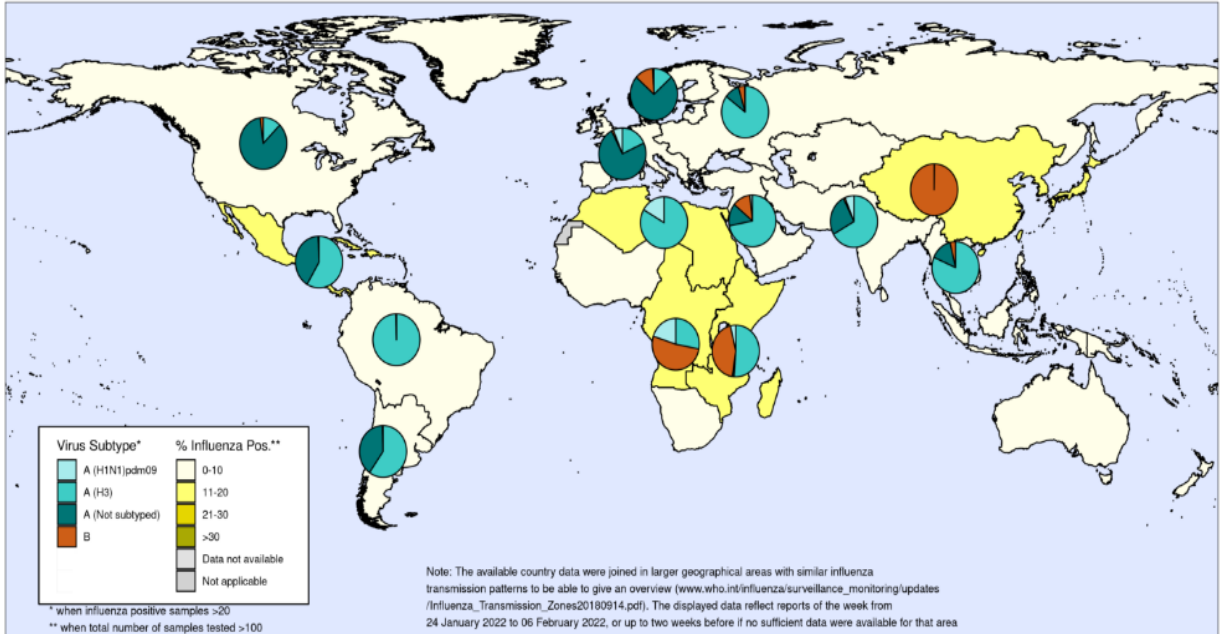 Virus Subtype*
A (H1N1)pdm09
A (H3)
A (Not subtyped)
B
% Influenza Pos.**
0-10
11-20
21-30
>30
Data not available
Not applicable
* when influenza positive samples >20
** when total number of samples tested >100
Note: The available country data were joined in larger geographical areas with similar influenza
transmission patterns to be able to give an overview (www.who.int/influenza/surveillance_monitoring/updates
/Influenza_Transmission_Zones20180914.pdf). The displayed data reflect reports of the week from
24 January 2022 to 06 February 2022, or up to two weeks before if no sufficient data were available for that area